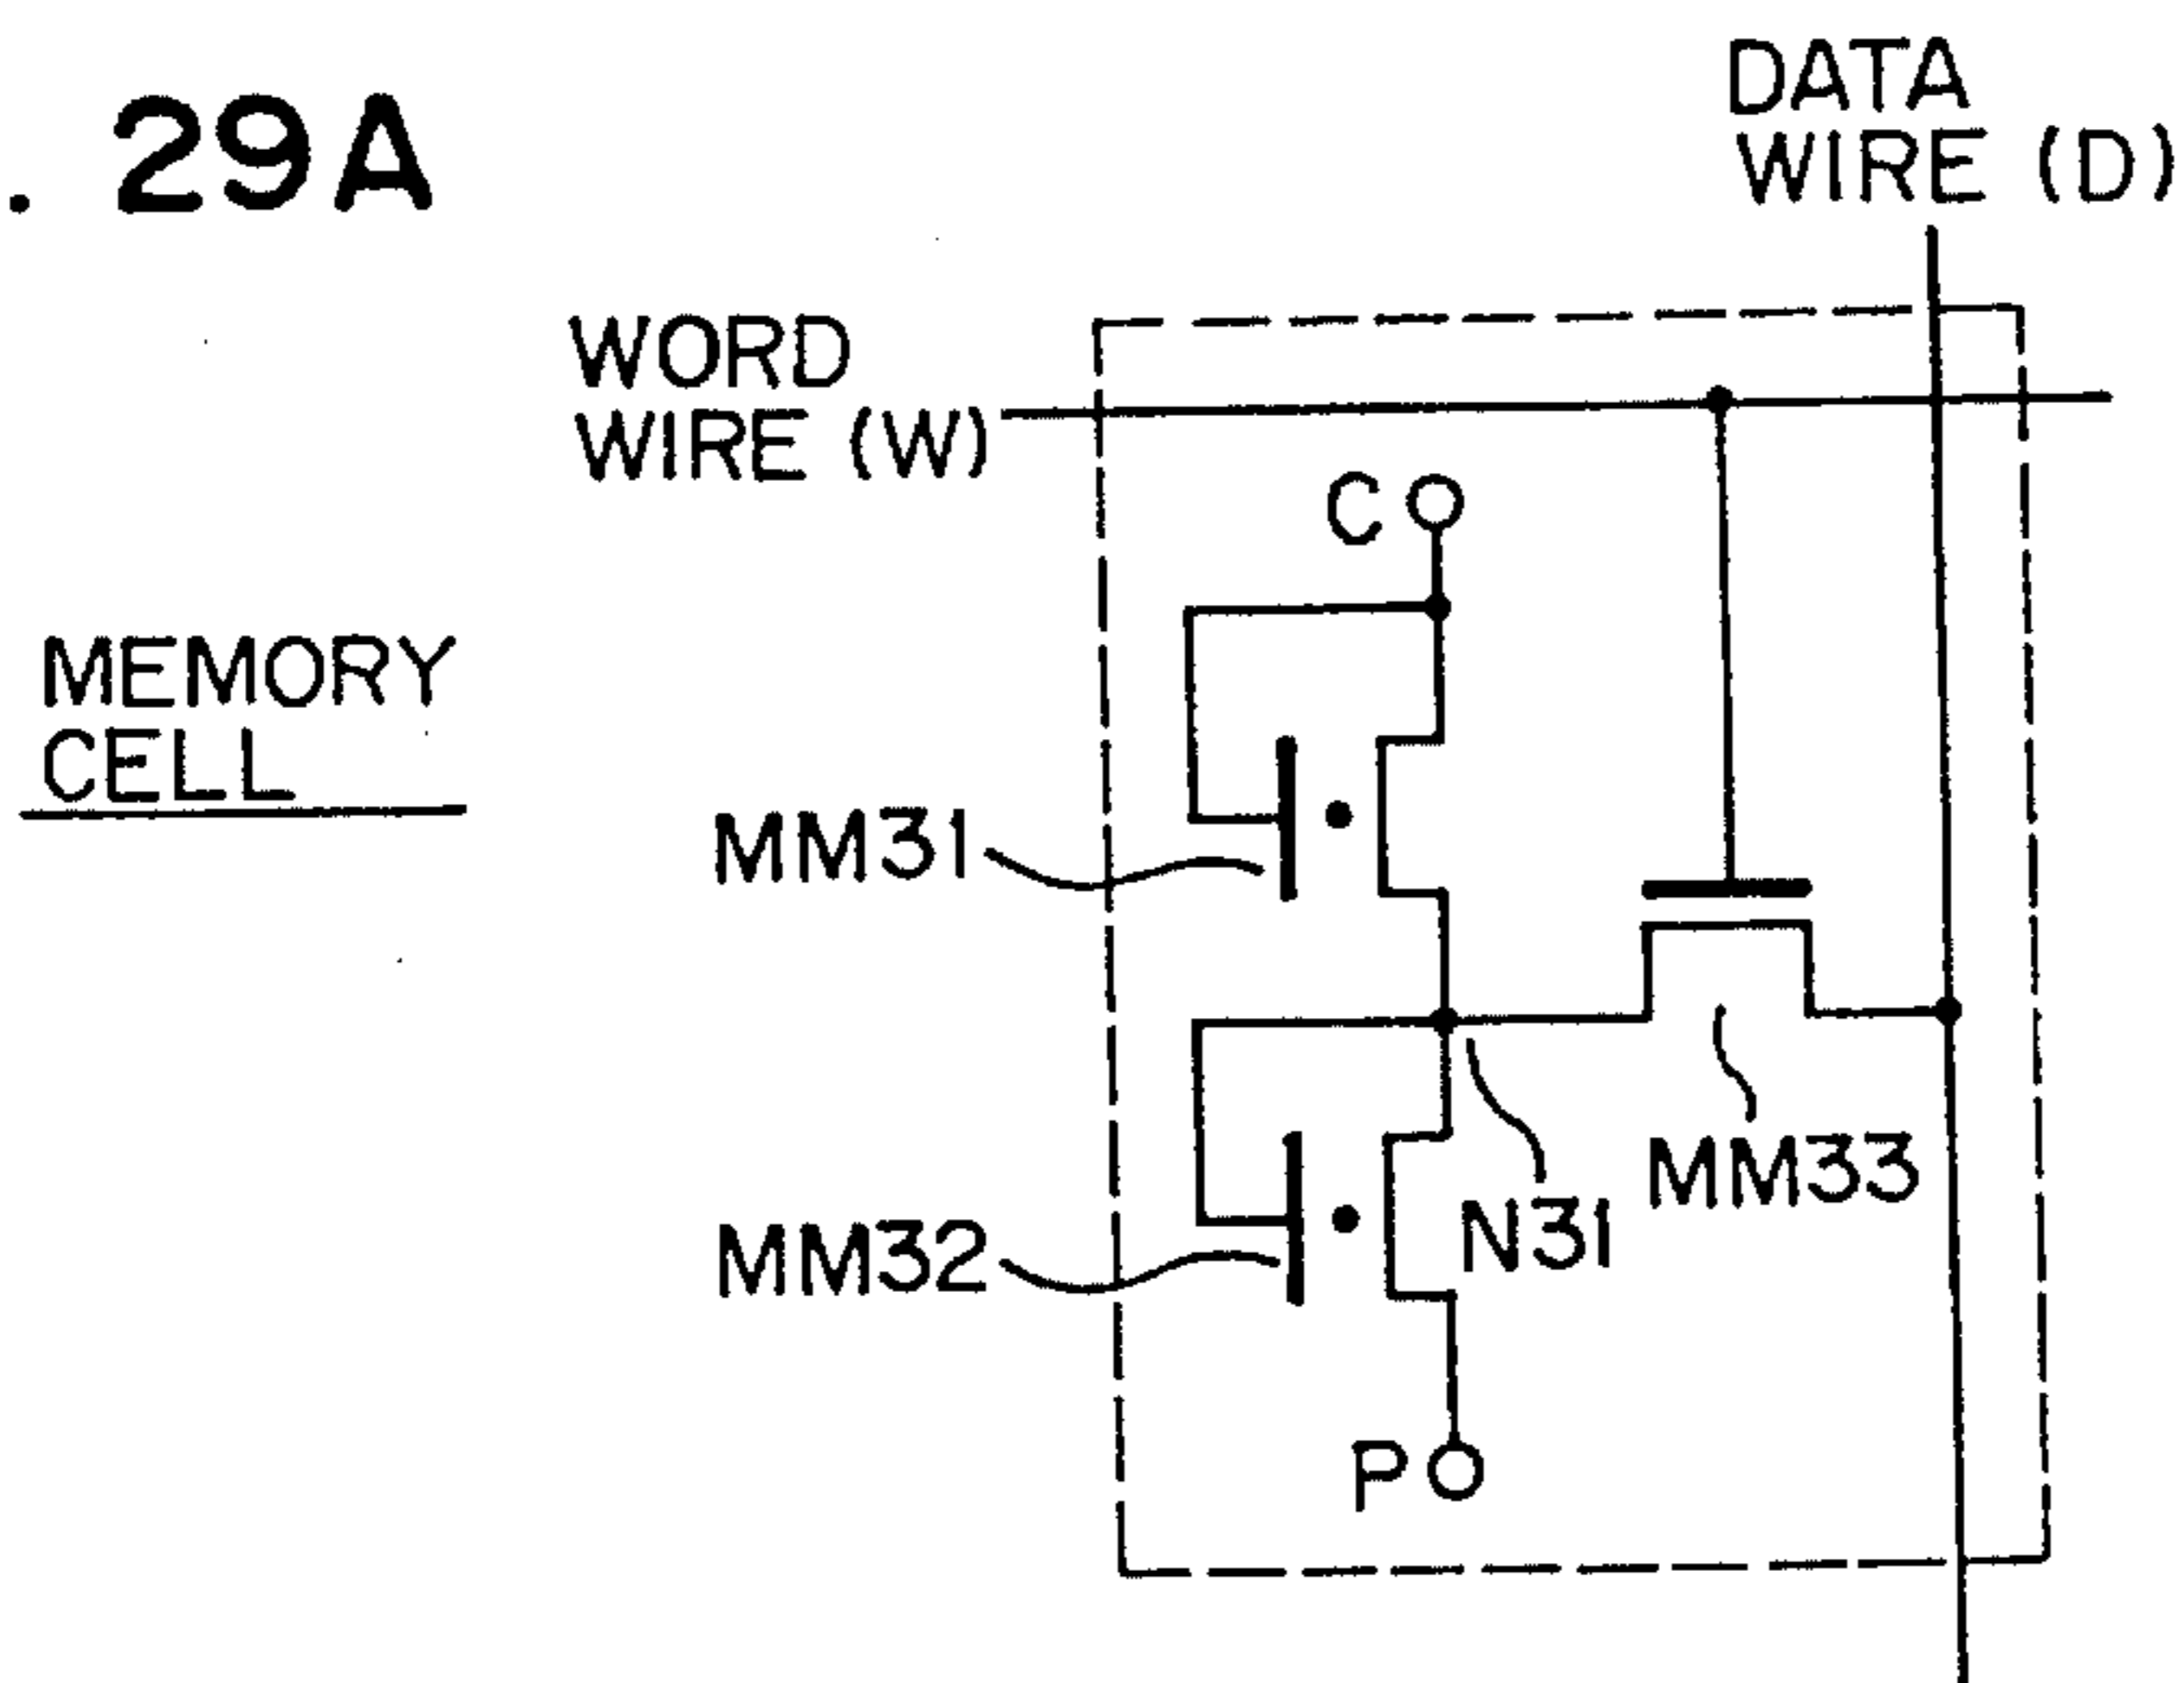 . 29A
DATA
WIRE (D)
WORD
WIRE (W)
C
MEMORY
CELL
MM31
MM33
N31
MM32
P